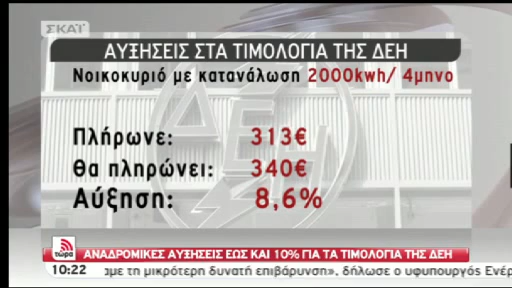 ΣΚΑΪ
ΑΥΞΗΣΕΙΣ ΣΤΑ ΤΙΜΟΛΟΓΙΑ ΤΗΣ ΔΕΗ
Νοικοκυριό με κατανάλωση 2000kwh/ 4μηνο
ΔΕΗ
Πλήρωνε: 313€
Θα πληρώνει: 340€
Αύξηση: 8,6%
τώρα
ΑΝΑΔΡΟΜΙΚΕΣ ΑΥΞΗΣΕΙΣ ΕΩΣ ΚΑΙ 10% ΓΙΑ ΤΑ ΤΙΜΟΛΟΓΙΑ ΤΗΣ ΔΕΗ
10:22 με τη μικρότερη δυνατή επιβάρυνση», δήλωσε ο υφυπουργός